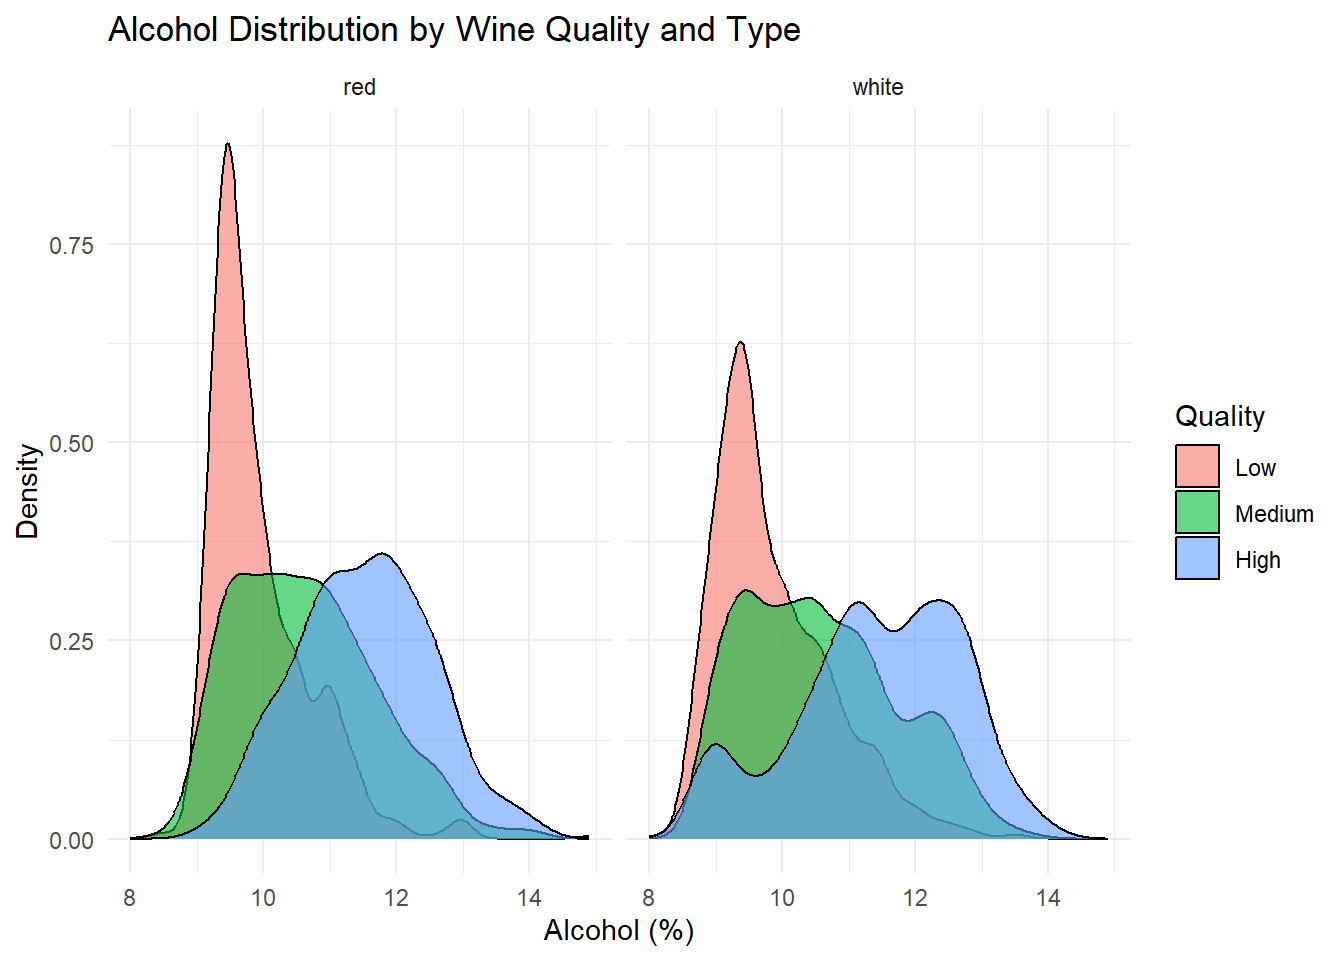 Alcohol Distribution by Wine Quality and Type
red
white
Density
0.75
0.50
0.25
0.00
8
10
12
14
8
10
12
14
Alcohol (%)
Quality
Low
Medium
High